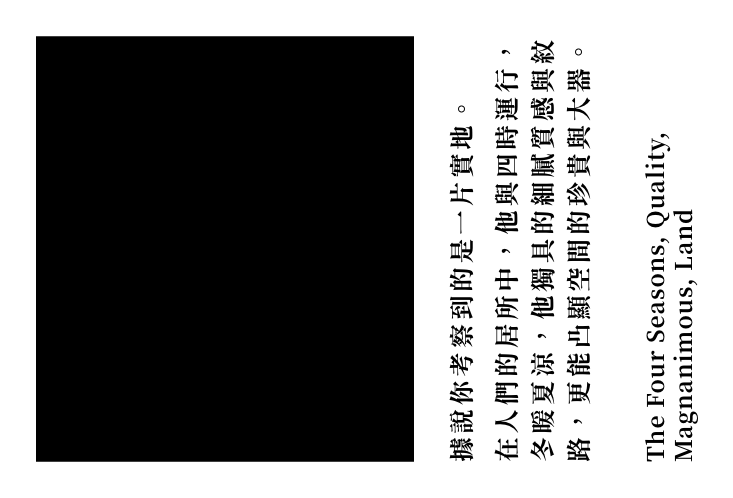 據說你考察到的是一片實地。
在人們的居所中，他與四時運行，
冬暖夏涼，他獨具的細膩質感與紋
路，更能凸顯空間的珍貴與大器。
The Four Seasons, Quality,
Magnanimous, Land